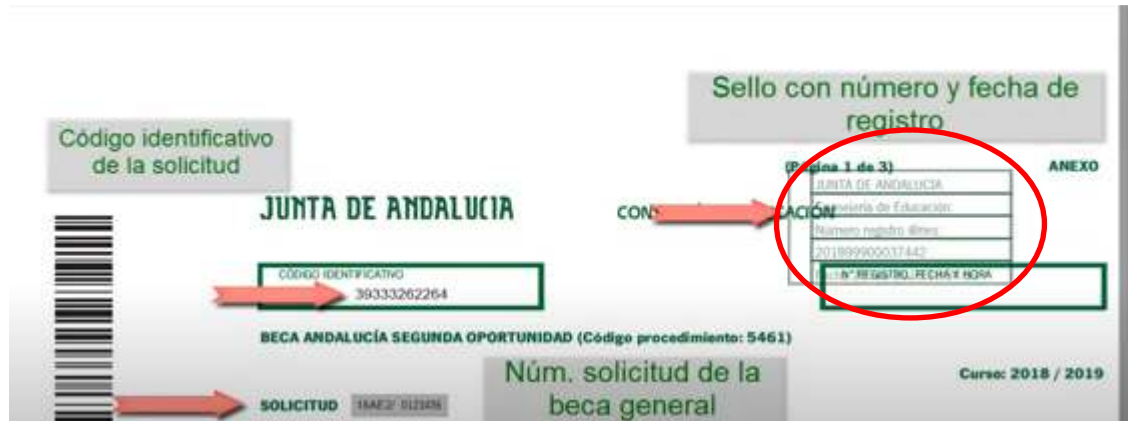 Sello con número y fecha de
registro
Código identificativo
de la solicitud
(Página 1 de 3) ANEXO
JUNTA DE ANDALUCIA
JUNTA DE ANDALUCIA
Consejería de Educación
Número registro @ries:
201899900037442
Nº REGISTRO, FECHA Y HORA
CÓDIGO IDENTIFICATIVO
39333262264
BECA ANDALUCÍA SEGUNDA OPORTUNIDAD (Código procedimiento: 5461)
Núm. solicitud de la
beca general
Curso: 2018 / 2019
SOLICITUD